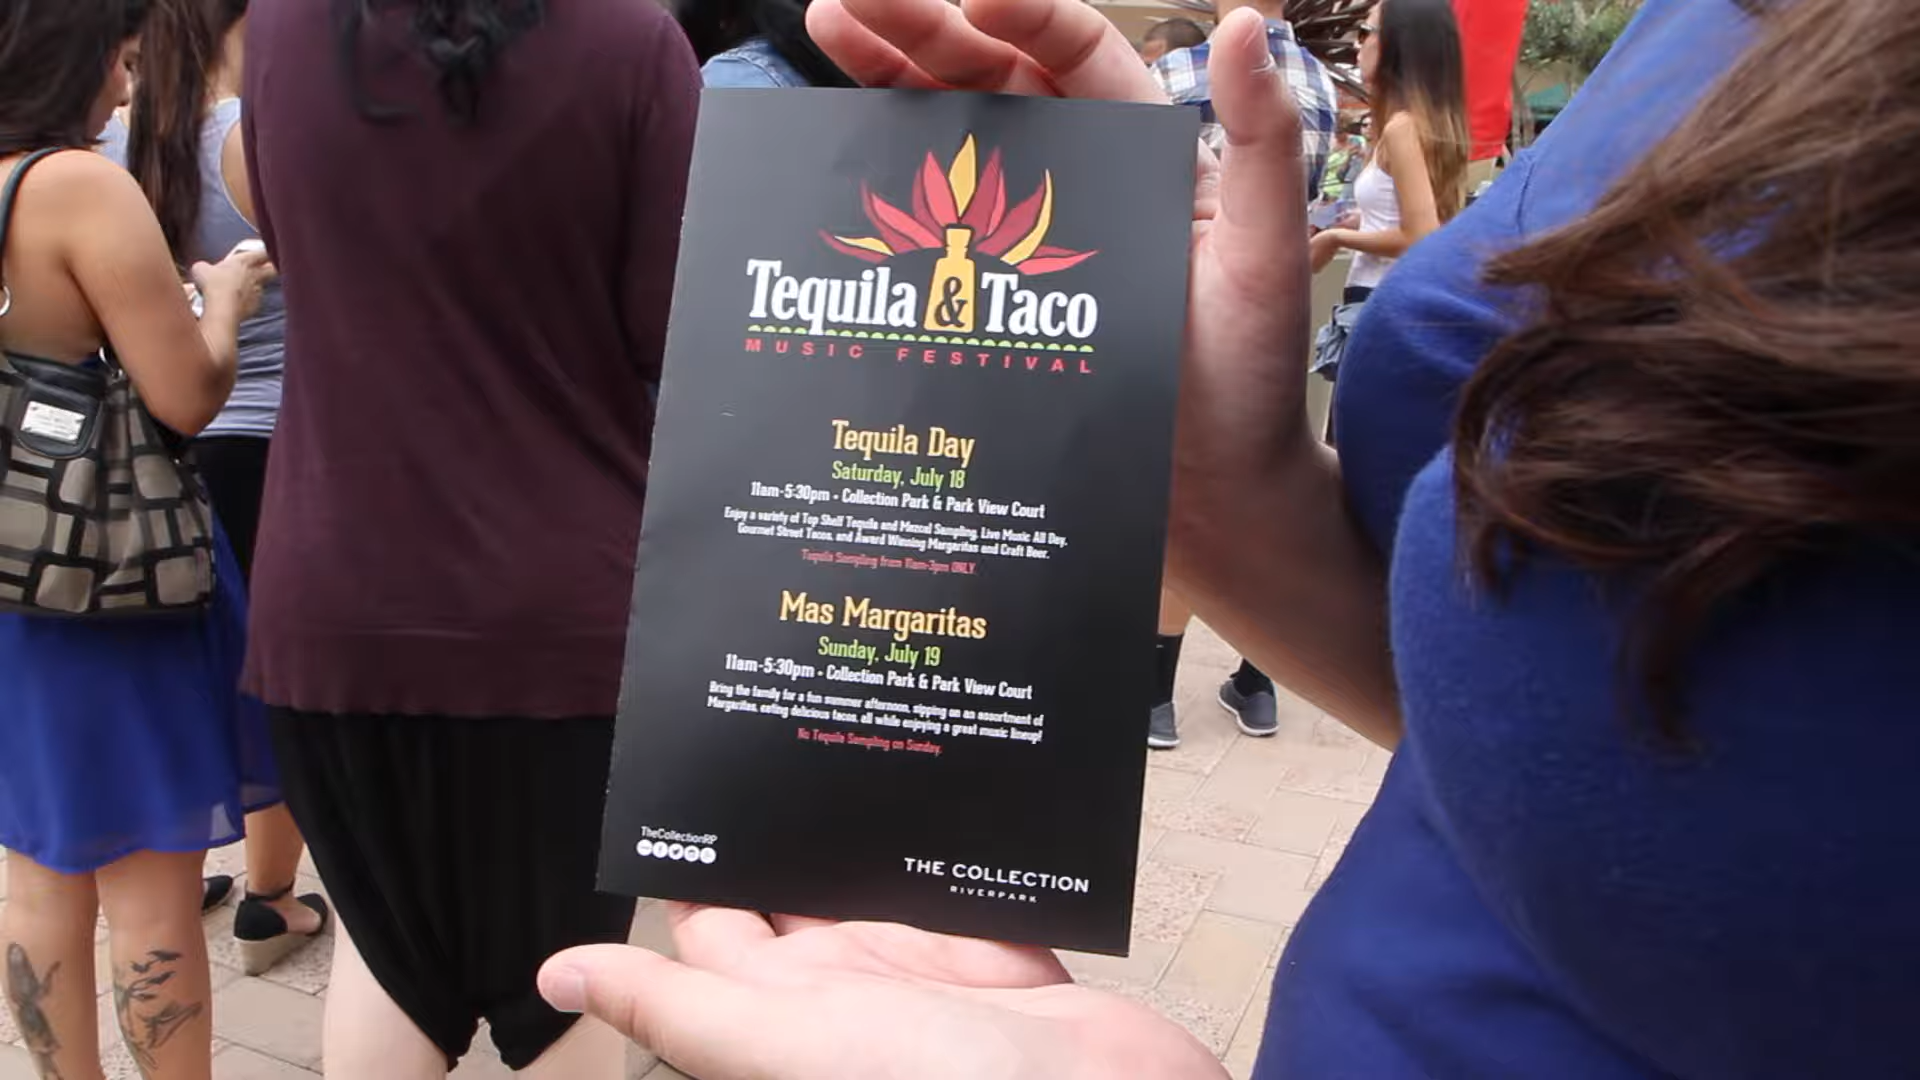 Tequila & Taco
MUSIC FESTIVAL
Tequila Day
Saturday, July 18
11am-5:30pm • Collection Park & Park View Court
Enjoy a variety of Top Shelf Tequila and Mezcal Sampling, Live Music All Day,
Gourmet Street Tacos, and Award Winning Margaritas and Craft Beer.
Tequila Sampling from 11am-3pm ONLY.
Mas Margaritas
Sunday, July 19
11am-5:30pm • Collection Park & Park View Court
Bring the family for a fun summer afternoon, sipping on an assortment of
Margaritas, eating delicious tacos, all while enjoying a great music lineup!
No Tequila Sampling on Sunday.
TheCollectionRP
THE COLLECTION
RIVERPARK